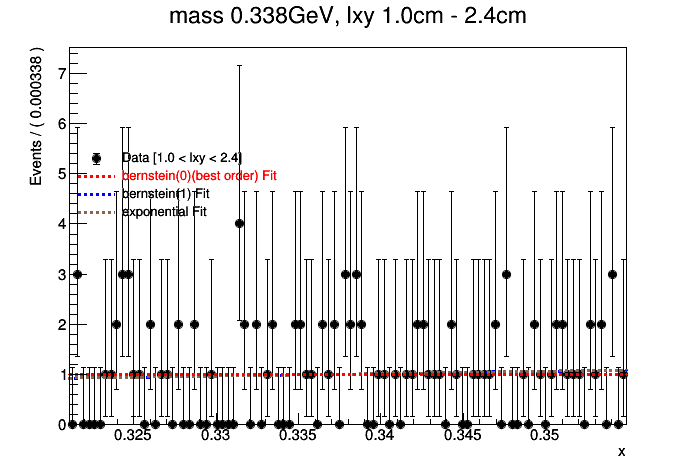 mass 0.338GeV, lxy 1.0cm - 2.4cm
Events / ( 0.000338 )
7
6
5
4
3
2
1
0
Data [1.0 < lxy < 2.4]
bernstein(0)(best order) Fit
bernstein(1) Fit
exponential Fit
0.325 0.33 0.335 0.34 0.345 0.35
x